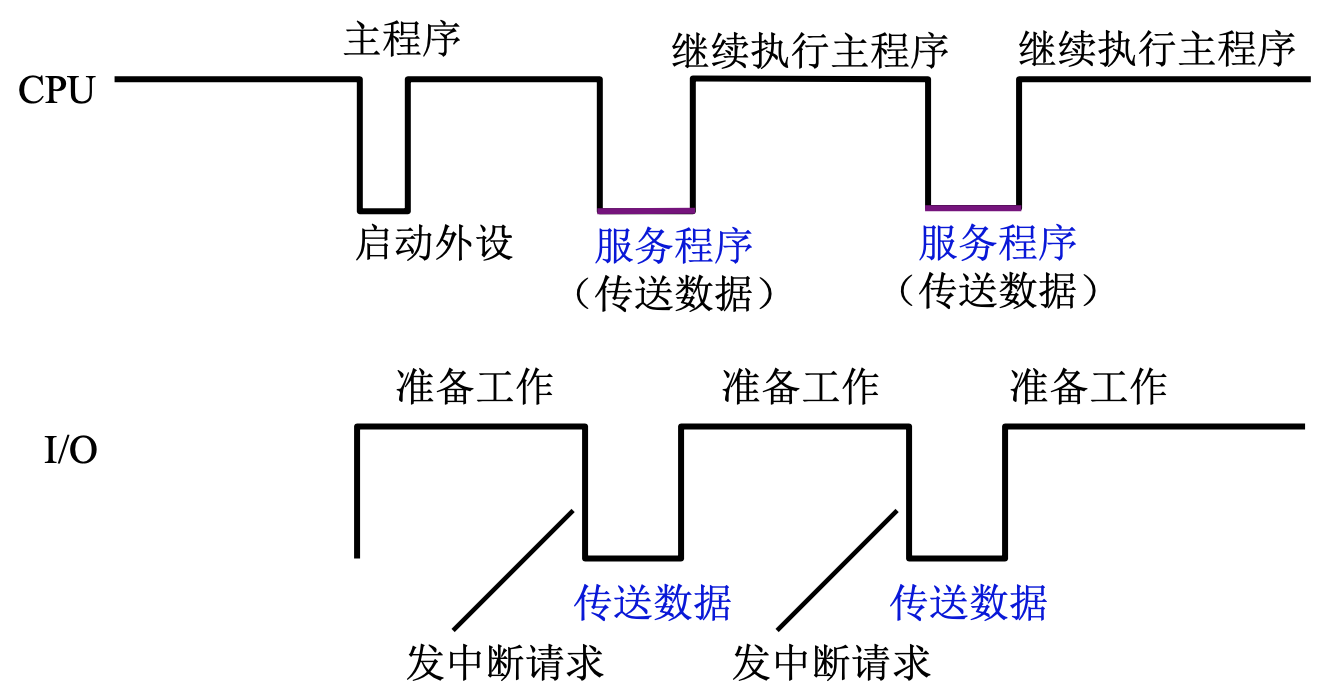 主程序
继续执行主程序
继续执行主程序
CPU
启动外设
服务程序
(传送数据)
服务程序
(传送数据)
准备工作
准备工作
准备工作
I/O
传送数据
传送数据
发中断请求
发中断请求